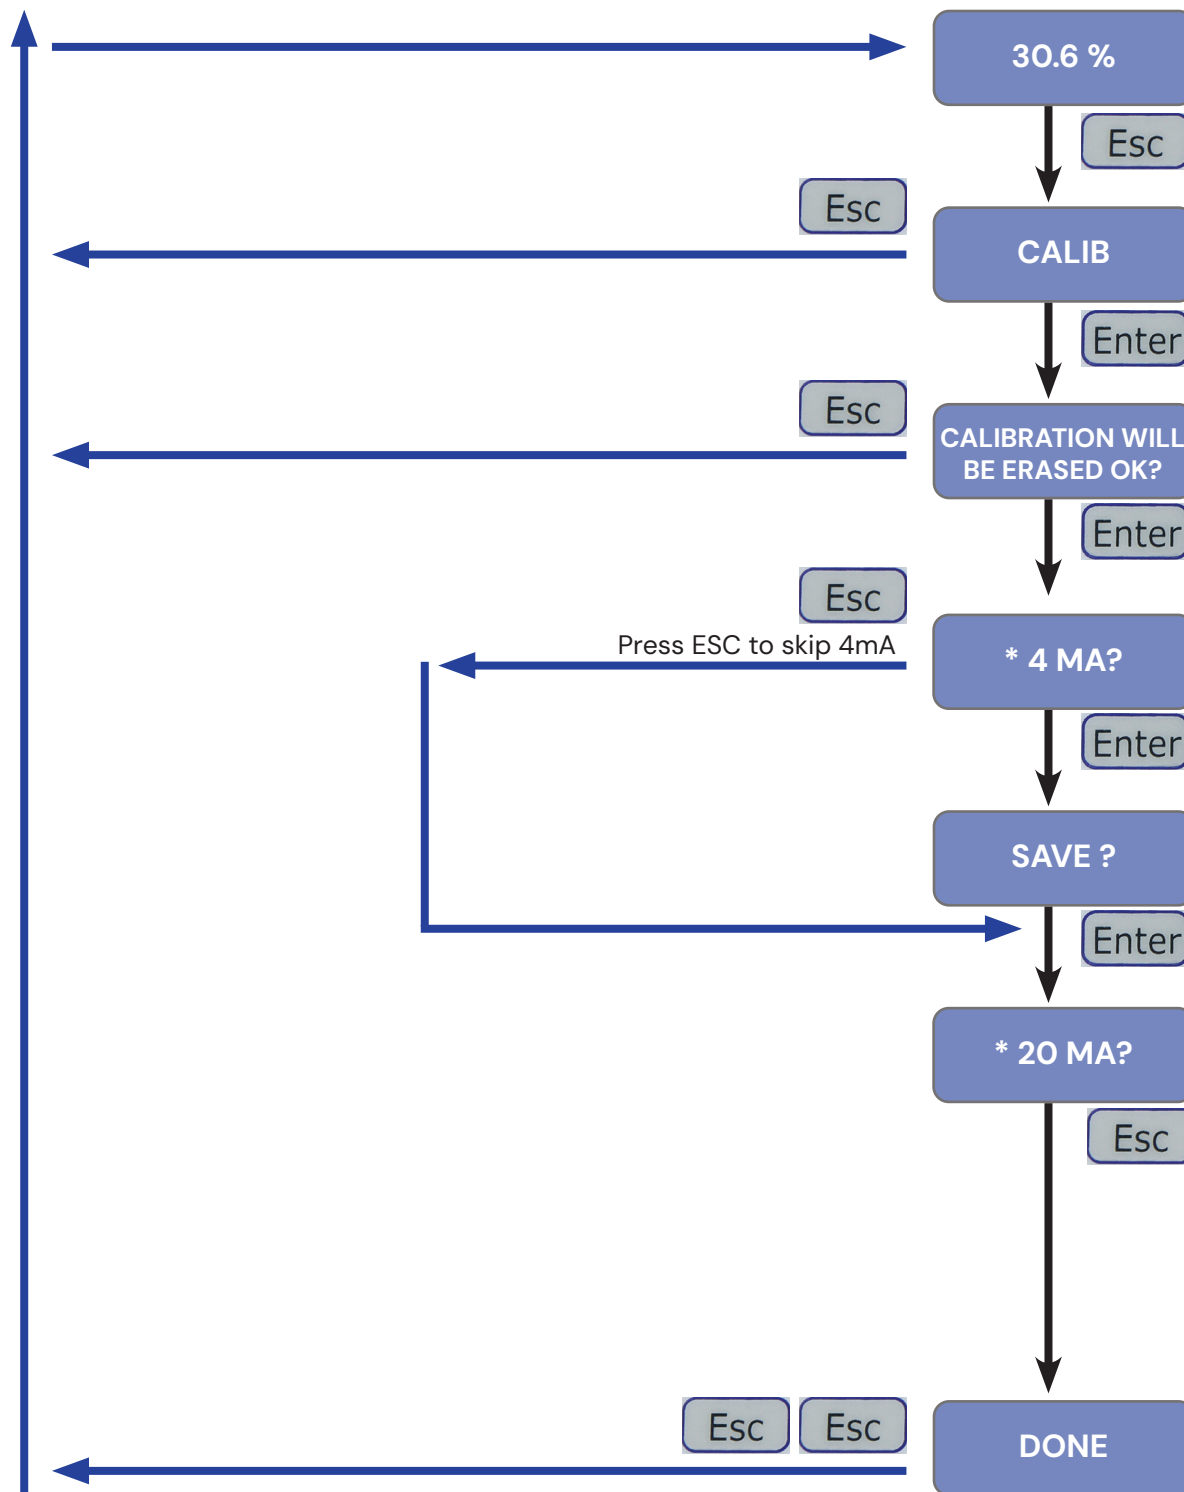 30.6 %
Esc
Esc
CALIB
Enter
Esc
CALIBRATION WILL
BE ERASED OK?
Enter
Esc
Press ESC to skip 4mA
* 4 MA?
Enter
SAVE ?
Enter
* 20 MA?
Esc
Esc Esc
DONE